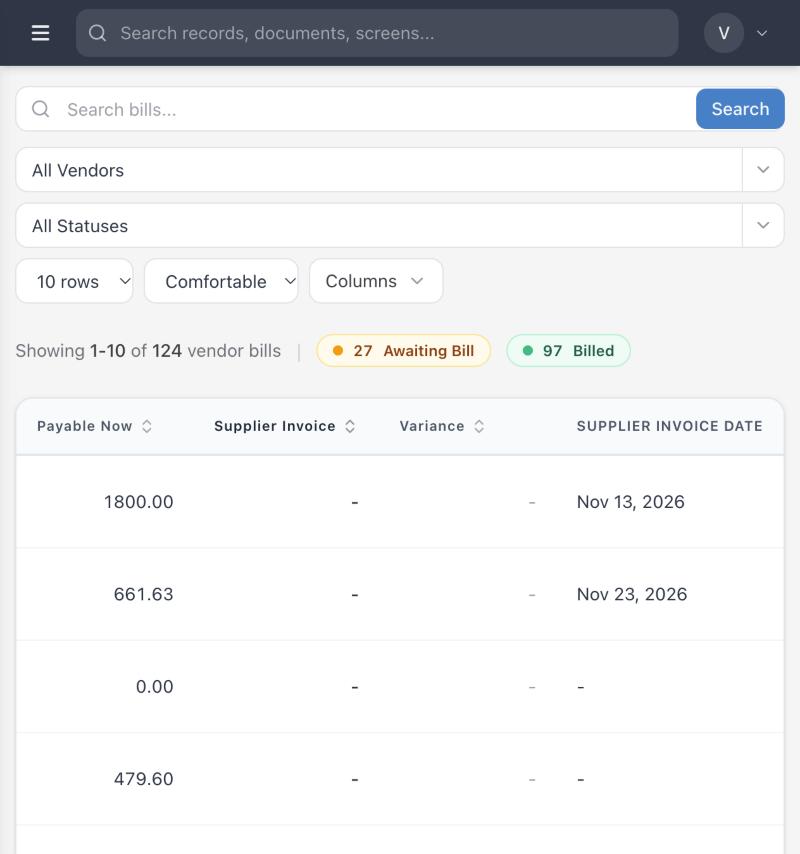 Search records, documents, screens... V
Search bills... Search
All Vendors
All Statuses
10 rows Comfortable Columns
Showing 1-10 of 124 vendor bills | 27 Awaiting Bill 97 Billed
Payable Now Supplier Invoice Variance SUPPLIER INVOICE DATE
1800.00 - - Nov 13, 2026
661.63 - - Nov 23, 2026
0.00 - - -
479.60 - - -